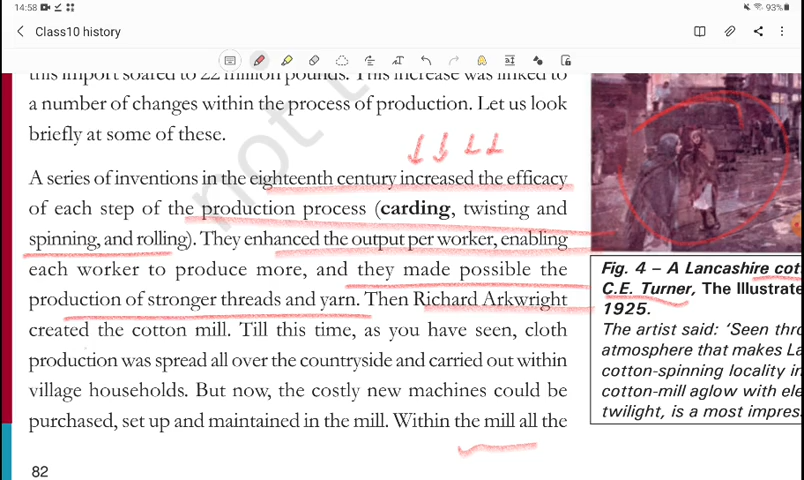 14:58
93%
Class10 history
this import soared to 22 million pounds. This increase was linked to
a number of changes within the process of production. Let us look
briefly at some of these.
A series of inventions in the eighteenth century increased the efficacy
of each step of the production process (carding, twisting and
spinning, and rolling). They enhanced the output per worker, enabling
each worker to produce more, and they made possible the
production of stronger threads and yarn. Then Richard Arkwright
created the cotton mill. Till this time, as you have seen, cloth
production was spread all over the countryside and carried out within
village households. But now, the costly new machines could be
purchased, set up and maintained in the mill. Within the mill all the
82
not t
Fig. 4 – A Lancashire cot
C.E. Turner, The Illustrate
1925.
The artist said: 'Seen thro
atmosphere that makes La
cotton-spinning locality in
cotton-mill aglow with ele
twilight, is a most impres